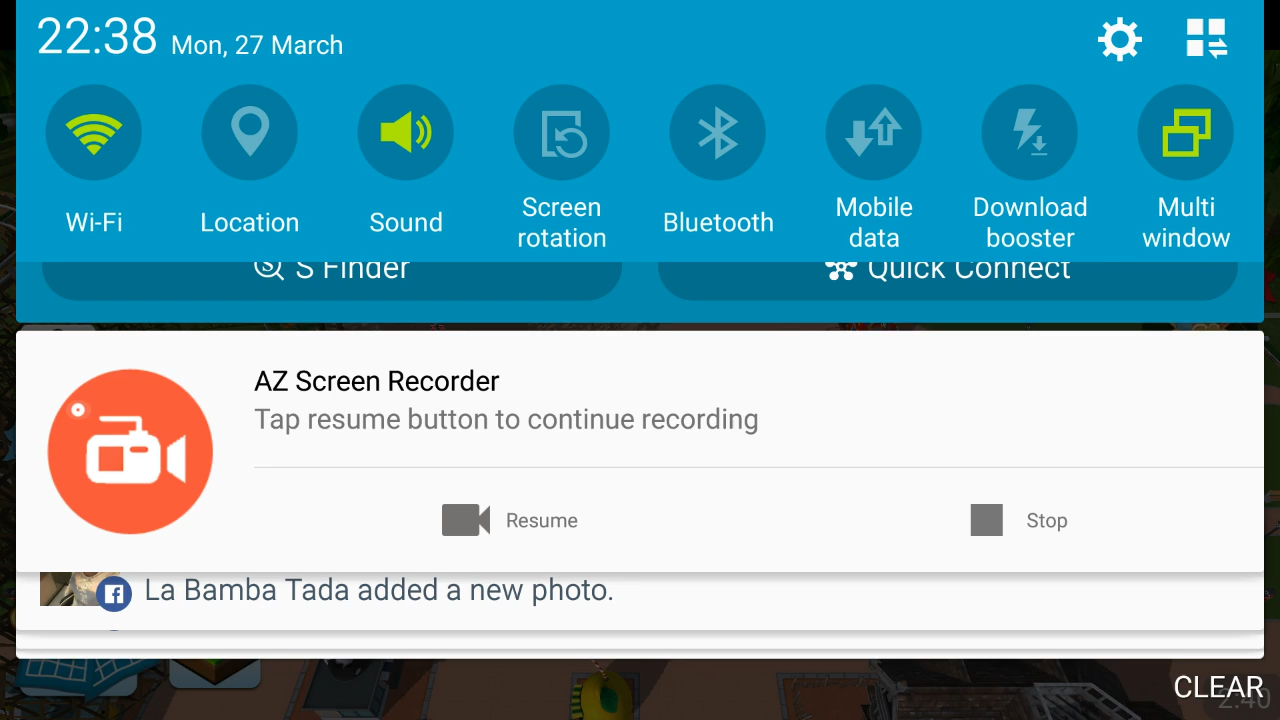 22:38 Mon, 27 March
Wi-Fi
Location
Sound
Screen
rotation
Bluetooth
Mobile
data
Download
booster
Multi
window
S Finder
Quick Connect
AZ Screen Recorder
Tap resume button to continue recording
Resume
Stop
La Bamba Tada added a new photo.
CLEAR
2:40